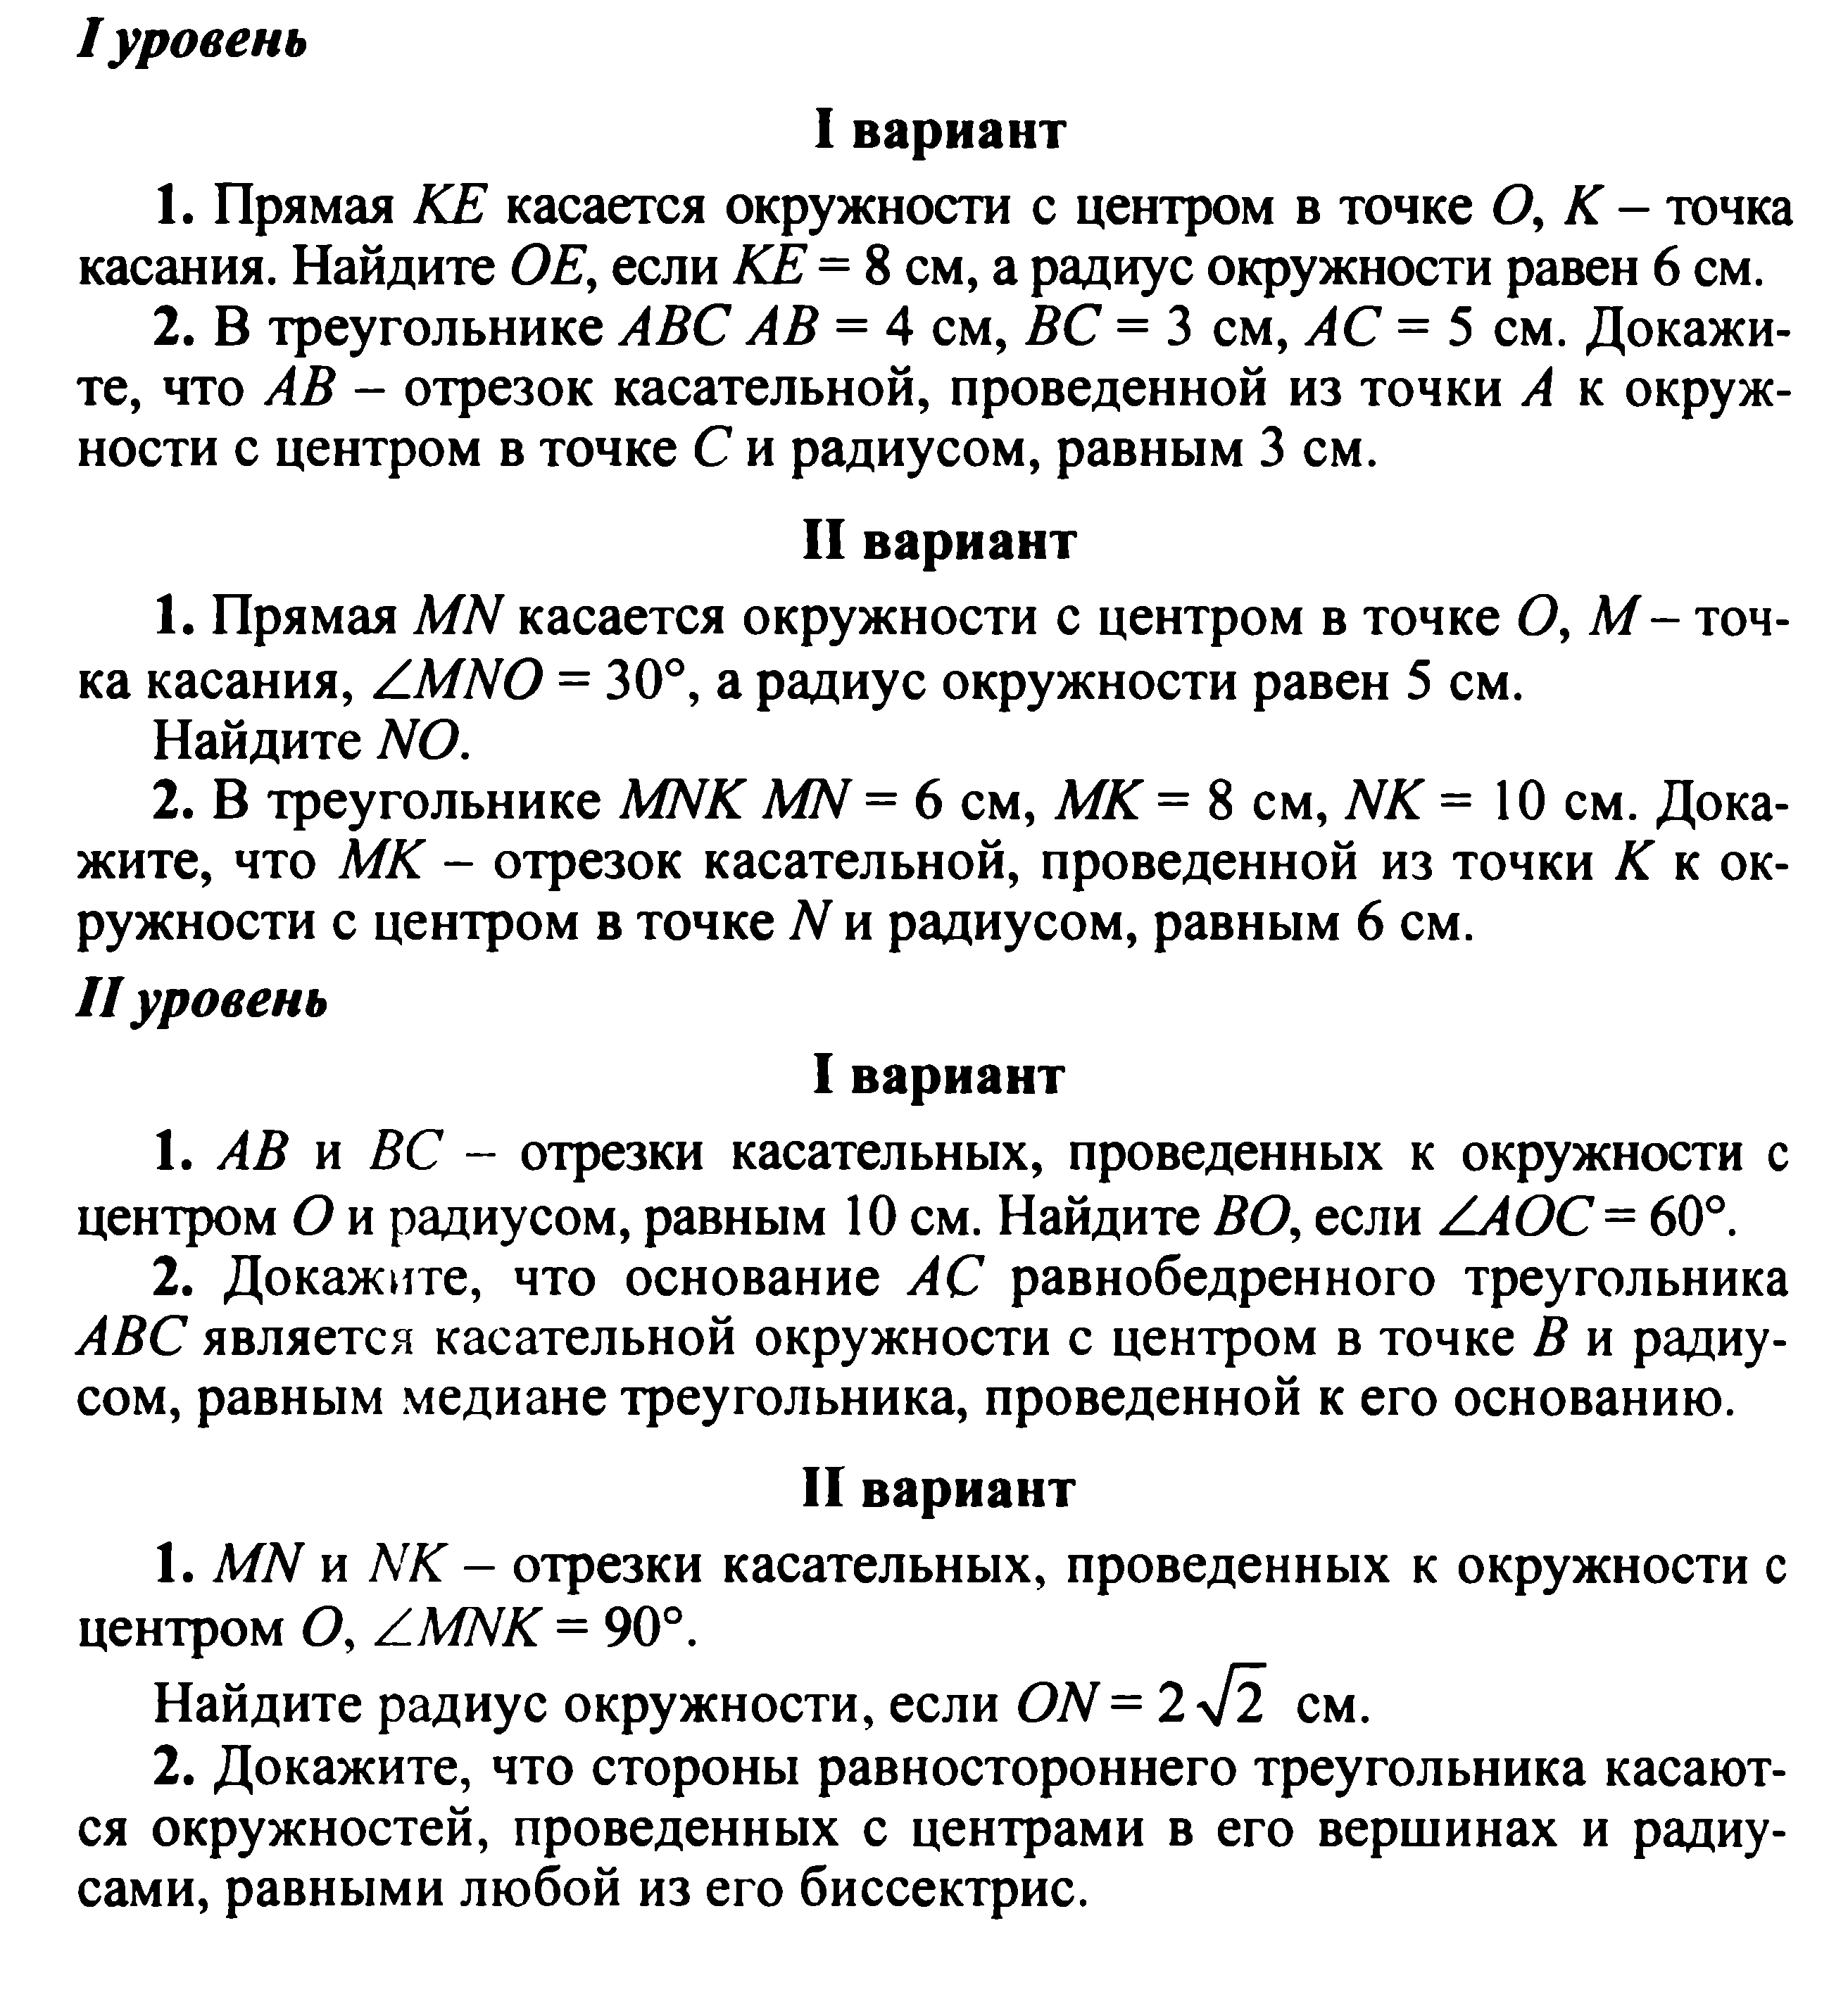 I уровень
I вариант
1. Прямая KE касается окружности с центром в точке O, K – точка
касания. Найдите OE, если KE = 8 см, а радиус окружности равен 6 см.
2. В треугольнике ABC AB = 4 см, BC = 3 см, AC = 5 см. Докажи-
те, что AB – отрезок касательной, проведенной из точки A к окруж-
ности с центром в точке C и радиусом, равным 3 см.
II вариант
1. Прямая MN касается окружности с центром в точке O, M – точ-
ка касания, ∠MNO = 30°, а радиус окружности равен 5 см.
Найдите NO.
2. В треугольнике MNK MN = 6 см, MK = 8 см, NK = 10 см. Дока-
жите, что MK – отрезок касательной, проведенной из точки K к ок-
ружности с центром в точке N и радиусом, равным 6 см.
II уровень
I вариант
1. AB и BC – отрезки касательных, проведенных к окружности с
центром O и радиусом, равным 10 см. Найдите BO, если ∠AOC = 60°.
2. Докажите, что основание AC равнобедренного треугольника
ABC является касательной окружности с центром в точке B и радиу-
сом, равным медиане треугольника, проведенной к его основанию.
II вариант
1. MN и NK – отрезки касательных, проведенных к окружности с
центром O, ∠MNK = 90°.
Найдите радиус окружности, если ON = 2√2 см.
2. Докажите, что стороны равностороннего треугольника касают-
ся окружностей, проведенных с центрами в его вершинах и радиу-
сами, равными любой из его биссектрис.